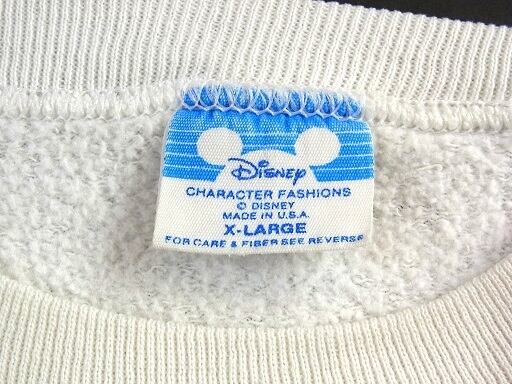 Disney
CHARACTER FASHIONS
© DISNEY
MADE IN U.S.A.
X-LARGE
FOR CARE & FIBER SEE REVERSE